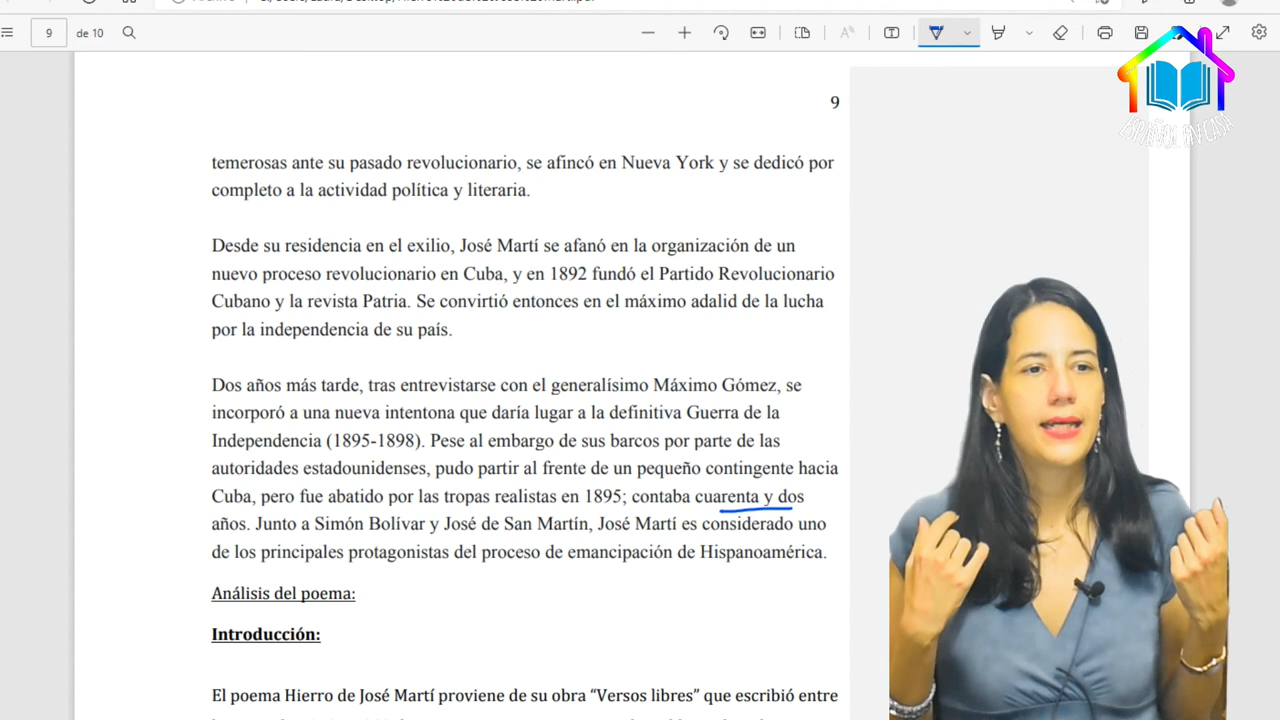 9
de 10
ESPAÑOL EN CASA
9
temerosas ante su pasado revolucionario, se afincó en Nueva York y se dedicó por
completo a la actividad política y literaria.
Desde su residencia en el exilio, José Martí se afanó en la organización de un
nuevo proceso revolucionario en Cuba, y en 1892 fundó el Partido Revolucionario
Cubano y la revista Patria. Se convirtió entonces en el máximo adalid de la lucha
por la independencia de su país.
Dos años más tarde, tras entrevistarse con el generalísimo Máximo Gómez, se
incorporó a una nueva intentona que daría lugar a la definitiva Guerra de la
Independencia (1895-1898). Pese al embargo de sus barcos por parte de las
autoridades estadounidenses, pudo partir al frente de un pequeño contingente hacia
Cuba, pero fue abatido por las tropas realistas en 1895; contaba cuarenta y dos
años. Junto a Simón Bolívar y José de San Martín, José Martí es considerado uno
de los principales protagonistas del proceso de emancipación de Hispanoamérica.
Análisis del poema:
Introducción:
El poema Hierro de José Martí proviene de su obra “Versos libres” que escribió entre